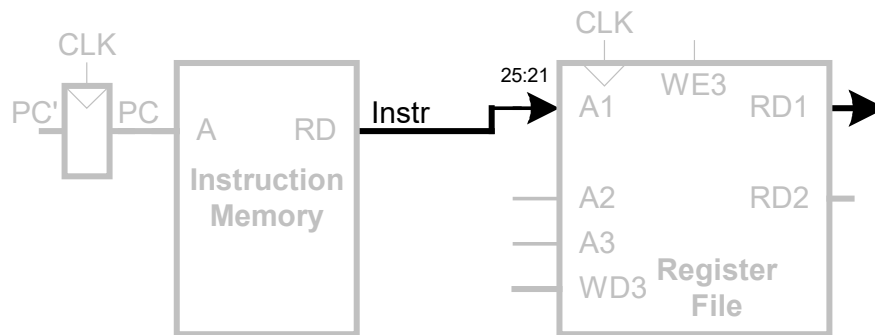 CLK
CLK
25:21
WE3
PC'
PC
A
RD
Instr
A1
RD1
Instruction
Memory
A2
RD2
A3
WD3
Register
File